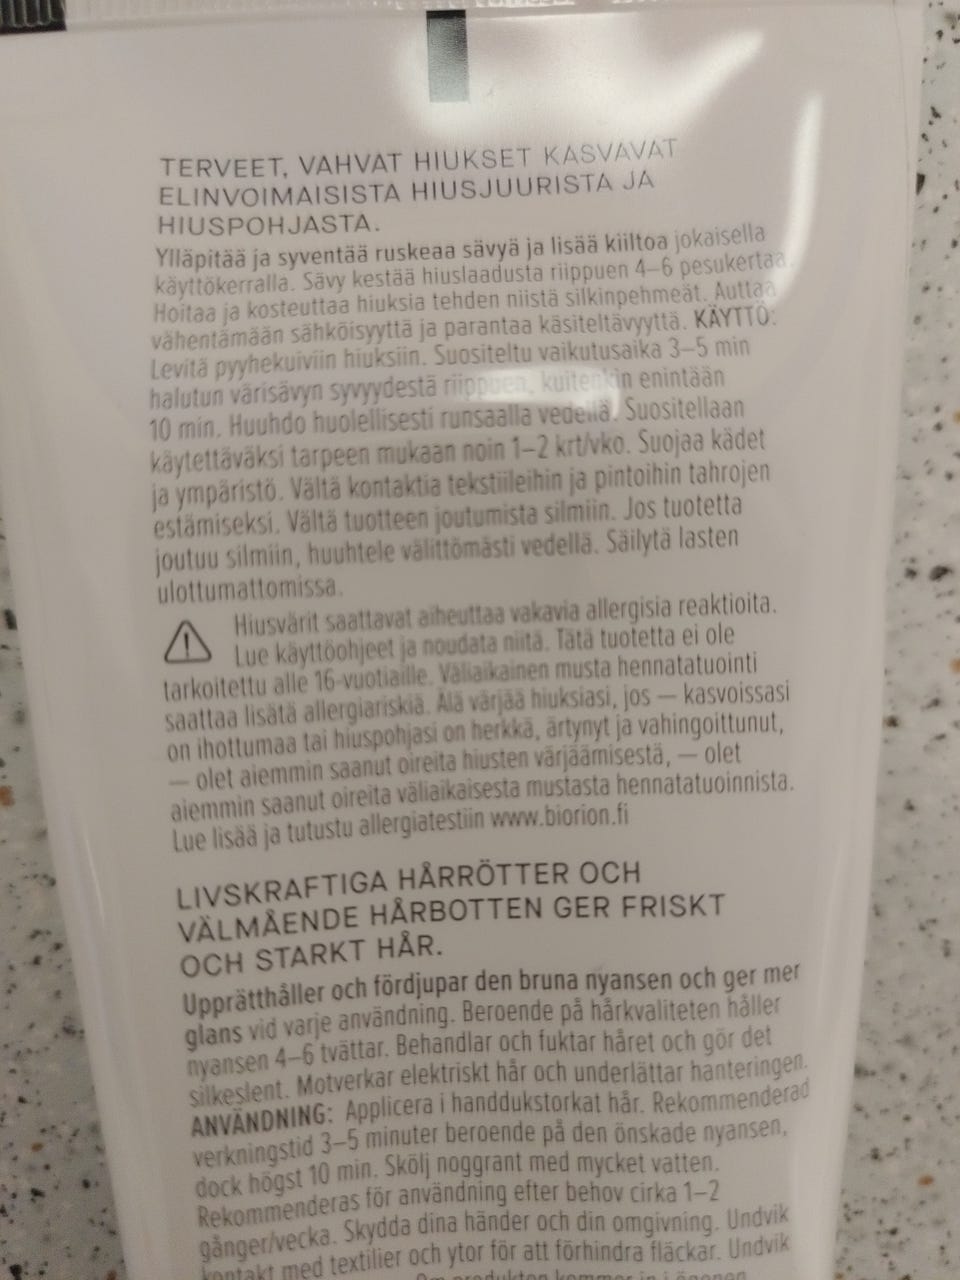 TERVEET, VAHVAT HIUKSET KASVAVAT
ELINVOIMAISISTA HIUSJUURISTA JA
HIUSPOHJASTA.
Ylläpitää ja syventää ruskeaa sävyä ja lisää kiiltoa jokaisella
käyttökerralla. Sävy kestää hiuslaadusta riippuen 4–6 pesukertaa.
Hoitaa ja kosteuttaa hiuksia tehden niistä silkinpehmeät. Auttaa
vähentämään sähköisyyttä ja parantaa käsiteltävyyttä. KÄYTTÖ:
Levitä pyyhekuiviin hiuksiin. Suositeltu vaikutusaika 3–5 min
halutun värisävyn syvyydestä riippuen, kuitenkin enintään
10 min. Huuhdo huolellisesti runsaalla vedellä. Suositellaan
käytettäväksi tarpeen mukaan noin 1–2 krt/vko. Suojaa kädet
ja ympäristö. Vältä kontaktia tekstiileihin ja pintoihin tahrojen
estämiseksi. Vältä tuotteen joutumista silmiin. Jos tuotetta
joutuu silmiin, huuhtele välittömästi vedellä. Säilytä lasten
ulottumattomissa.
Hiusvärit saattavat aiheuttaa vakavia allergisia reaktioita.
Lue käyttöohjeet ja noudata niitä. Tätä tuotetta ei ole
tarkoitettu alle 16-vuotiaille. Väliaikainen musta hennatatuointi
saattaa lisätä allergiariskiä. Älä värjää hiuksiasi, jos — kasvoissasi
on ihottumaa tai hiuspohjasi on herkkä, ärtynyt ja vahingoittunut,
— olet aiemmin saanut oireita hiusten värjäämisestä, — olet
aiemmin saanut oireita väliaikaisesta mustasta hennatatuoinnista.
Lue lisää ja tutustu allergiatestiin www.biorion.fi
LIVSKRAFTIGA HÅRRÖTTER OCH
VÄLMÅENDE HÅRBOTTEN GER FRISKT
OCH STARKT HÅR.
Upprätthåller och fördjupar den bruna nyansen och ger mer
glans vid varje användning. Beroende på hårkvaliteten håller
nyansen 4–6 tvättar. Behandlar och fuktar håret och gör det
silkeslent. Motverkar elektriskt hår och underlättar hanteringen.
ANVÄNDNING: Applicera i handdukstorkat hår. Rekommenderad
verkningstid 3–5 minuter beroende på den önskade nyansen,
dock högst 10 min. Skölj noggrant med mycket vatten.
Rekommenderas för användning efter behov cirka 1–2
gånger/vecka. Skydda dina händer och din omgivning. Undvik
kontakt med textilier och ytor för att förhindra fläckar. Undvik